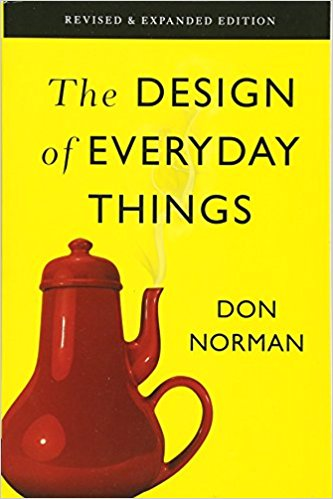 REVISED & EXPANDED EDITION
The DESIGN
of EVERYDAY
THINGS
DON
NORMAN